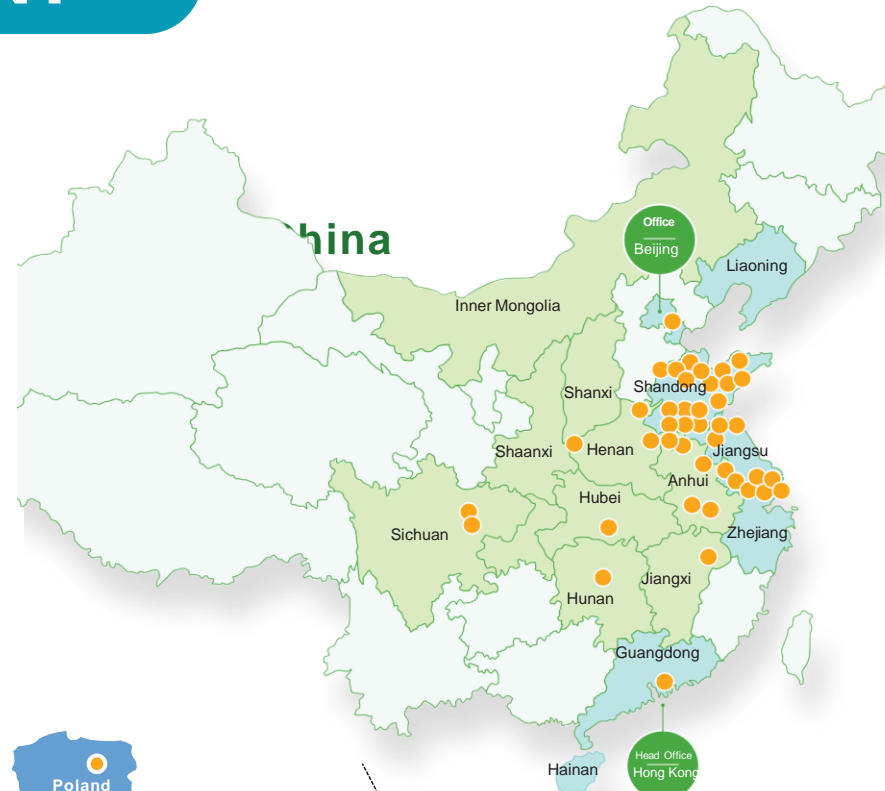 hina
Office
Beijing
Liaoning
Inner Mongolia
Shanxi
Shandong
Shaanxi
Henan
Jiangsu
Anhui
Hubei
Sichuan
Zhejiang
Jiangxi
Hunan
Guangdong
Head Office
Hong Kong
Hainan
Poland